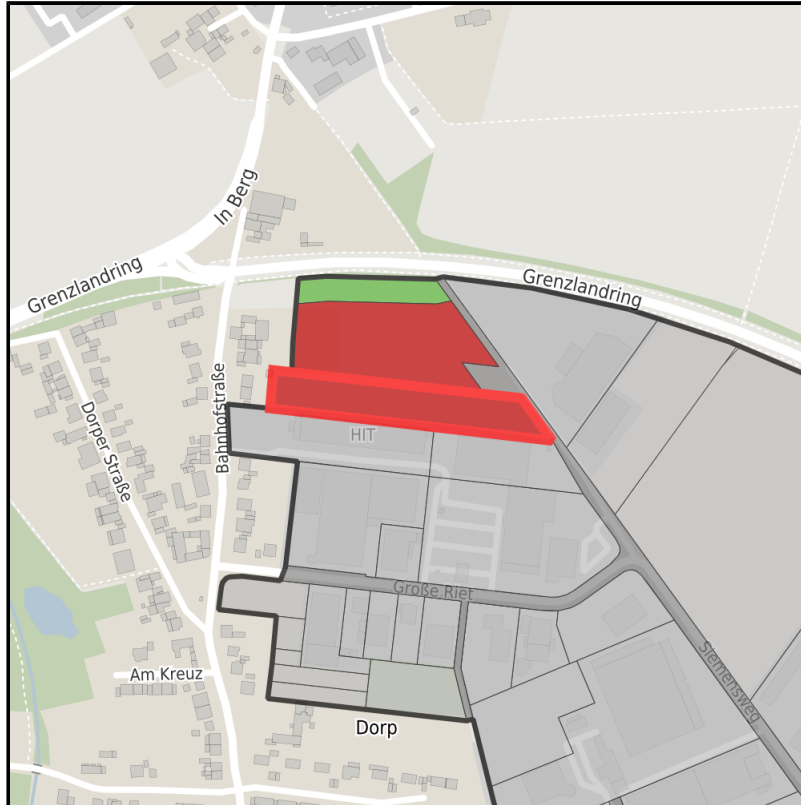 In Berg
Grenzlandring
Grenzlandring
Bahnhofstraße
Dorper Straße
HIT
Große Riet
Siemensweg
Am Kreuz
Dorp